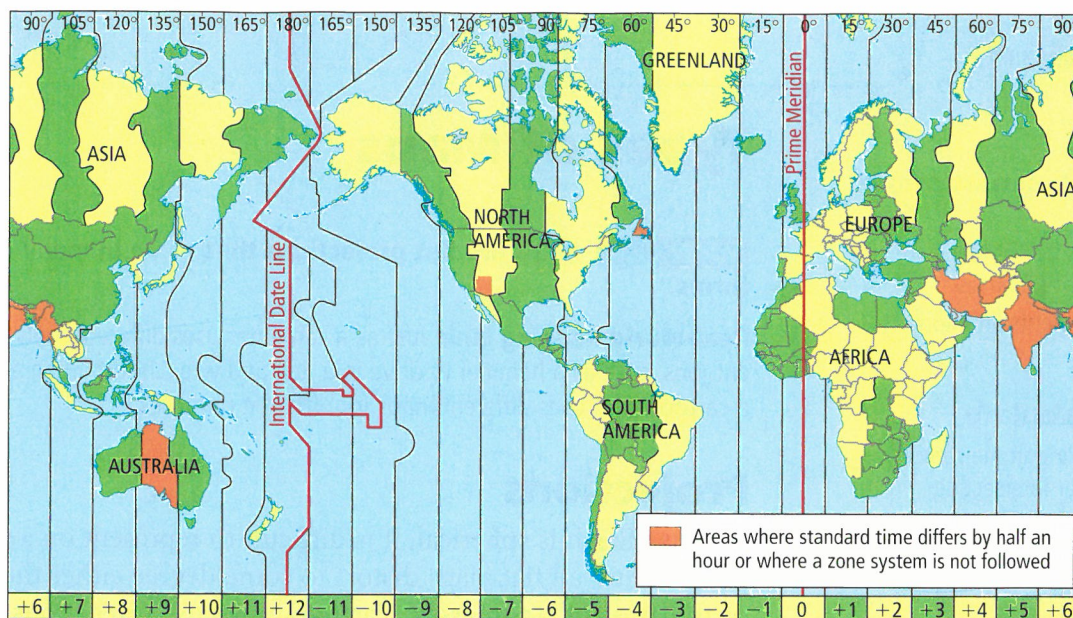 90° 105° 120° 135° 150° 165° 180° 165° 150° 135° 120° 105° 90° 75° 60° 45° 30° 15° 0° 15° 30° 45° 60° 75° 90°
GREENLAND
Prime Meridian
ASIA
ASIA
NORTH
AMERICA
EUROPE
International Date Line
AFRICA
SOUTH
AMERICA
AUSTRALIA
Areas where standard time differs by half an
hour or where a zone system is not followed
+6 +7 +8 +9 +10 +11 +12 −11 −10 −9 −8 −7 −6 −5 −4 −3 −2 −1 0 +1 +2 +3 +4 +5 +6